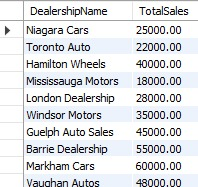 DealershipName TotalSales
Niagara Cars 25000.00
Toronto Auto 22000.00
Hamilton Wheels 40000.00
Mississauga Motors 18000.00
London Dealership 28000.00
Windsor Motors 35000.00
Guelph Auto Sales 45000.00
Barrie Dealership 55000.00
Markham Cars 60000.00
Vaughan Autos 48000.00